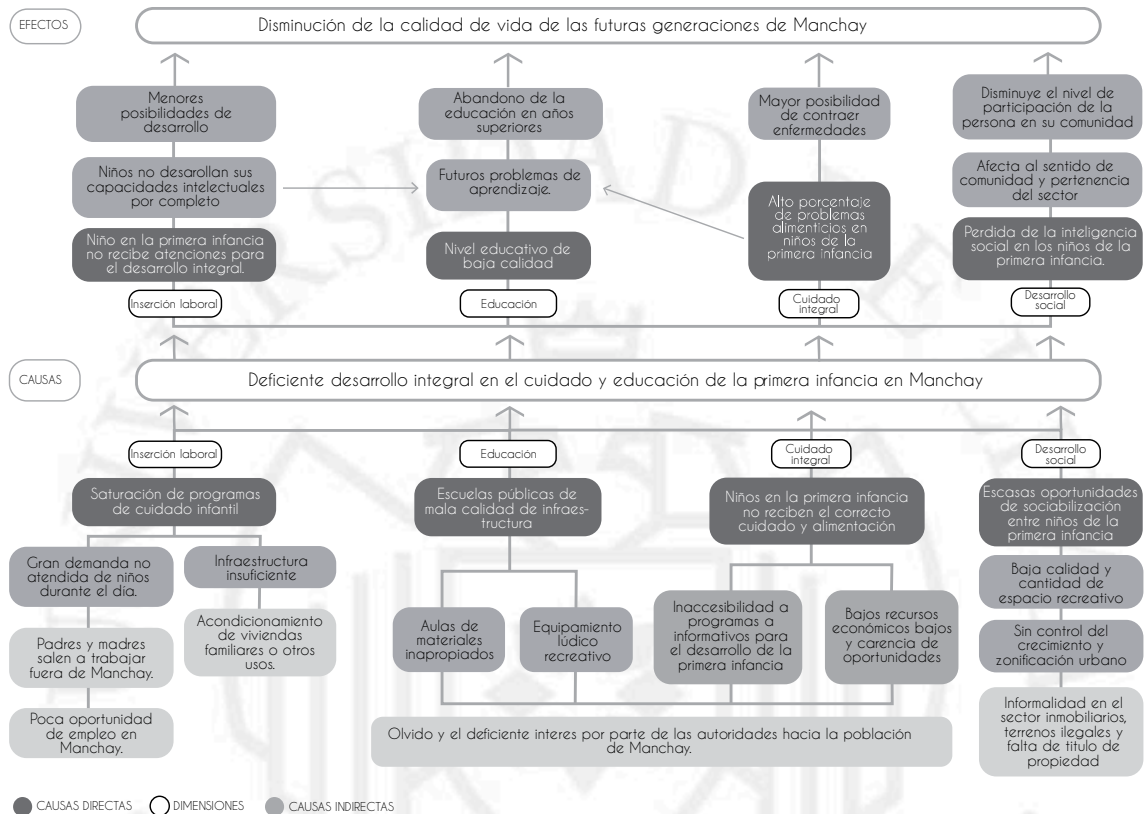 EFECTOS
Disminución de la calidad de vida de las futuras generaciones de Manchay
Menores
posibilidades de
desarrollo
Abandono de la
educación en años
superiores
Mayor posibilidad
de contraer
enfermedades
Disminuye el nivel de
participación de la
persona en su comunidad
Niños no desarollan sus
capacidades intelectuales
por completo
Futuros problemas de
aprendizaje.
Alto porcentaje
de problemas
alimenticios en
niños de la
primera infancia
Afecta al sentido de
comunidad y pertenencia
del sector
Niño en la primera infancia
no recibe atenciones para
el desarrollo integral.
Nivel educativo de
baja calidad
Perdida de la inteligencia
social en los niños de la
primera infancia.
Inserción laboral
Educación
Cuidado
integral
Desarrollo
social
CAUSAS
Deficiente desarrollo integral en el cuidado y educación de la primera infancia en Manchay
Inserción laboral
Educación
Cuidado
integral
Desarrollo
social
Saturación de programas
de cuidado infantil
Escuelas públicas de
mala calidad de infraes-
tructura
Niños en la primera infancia
no reciben el correcto
cuidado y alimentación
Escasas oportunidades
de sociabilización
entre niños de la
primera infancia
Gran demanda no
atendida de niños
durante el día.
Infraestructura
insuficiente
Baja calidad y
cantidad de
espacio recreativo
Padres y madres
salen a trabajar
fuera de Manchay.
Acondicionamiento
de viviendas
familiares o otros
usos.
Aulas de
materiales
inapropiados
Equipamiento
lúdico
recreativo
Inaccesibilidad a
programas a
informativos para
el desarrollo de la
primera infancia
Bajos recursos
económicos bajos
y carencia de
oportunidades
Sin control del
crecimiento y
zonificación urbano
Poca oportunidad
de empleo en
Manchay.
Olvido y el deficiente interes por parte de las autoridades hacia la población
de Manchay.
Informalidad en el
sector inmobiliarios,
terrenos ilegales y
falta de titulo de
propiedad
CAUSAS DIRECTAS
DIMENSIONES
CAUSAS INDIRECTAS